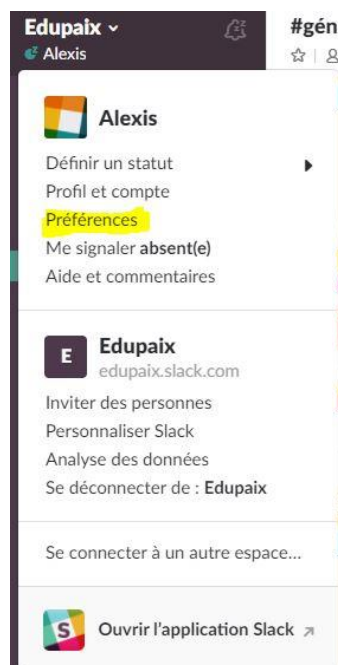 Edupaix
#gén
Alexis
8
Alexis
Définir un statut
Profil et compte
Préférences
Me signaler absent(e)
Aide et commentaires
E
Edupaix
edupaix.slack.com
Inviter des personnes
Personnaliser Slack
Analyse des données
Se déconnecter de : Edupaix
Se connecter à un autre espace...
S
Ouvrir l'application Slack